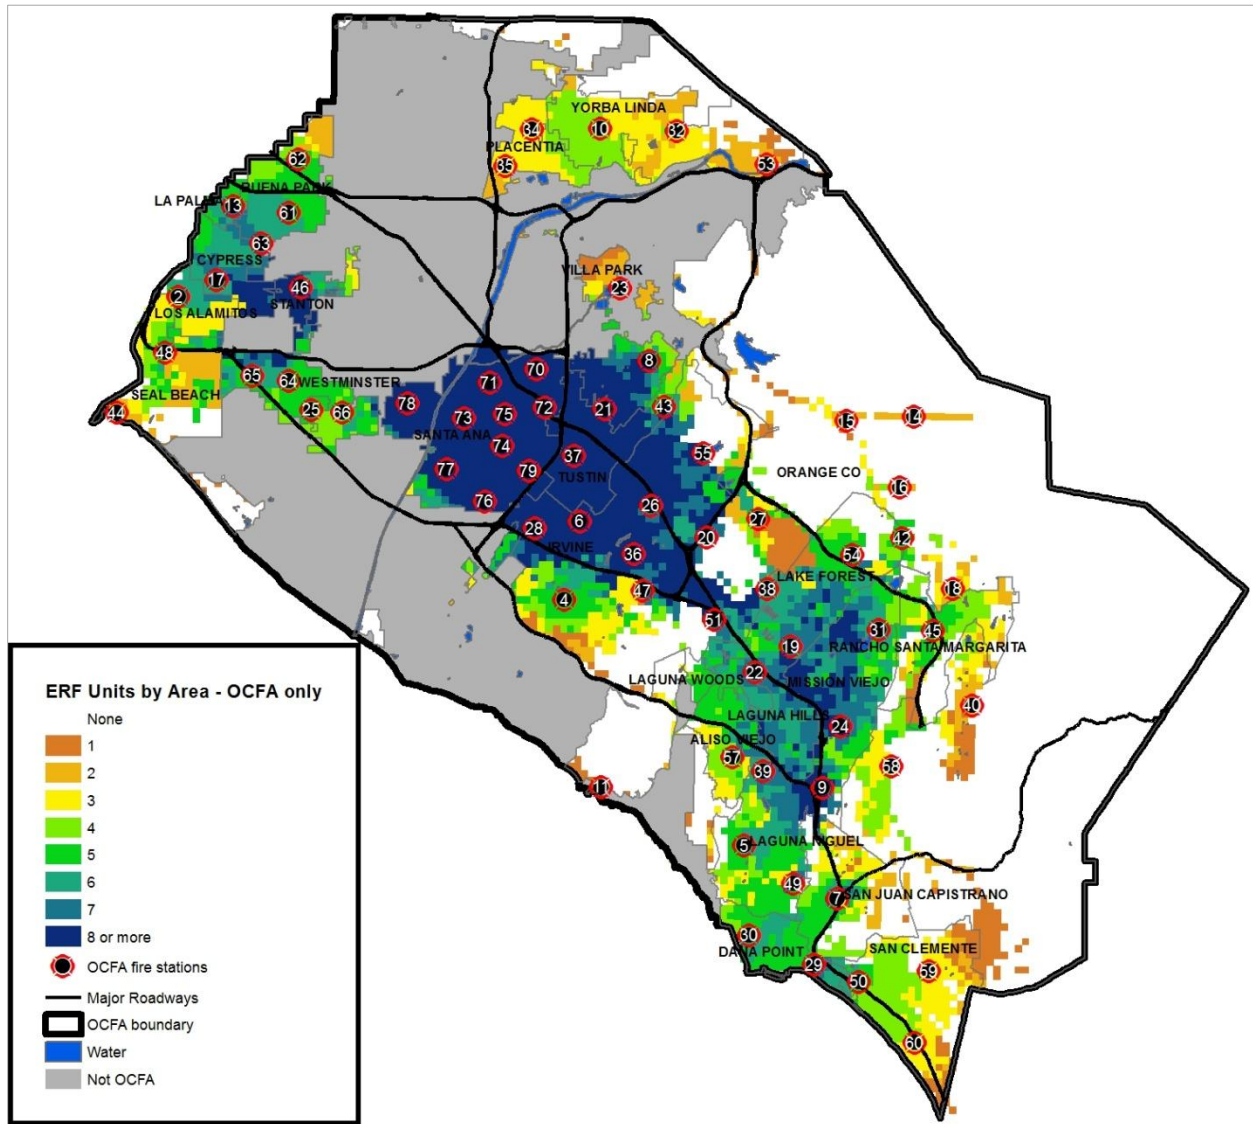 YORBA LINDA
34
10
32
PLACENTIA
35
53
62
BUENA PARK
LA PALMA
13
61
63
CYPRESS
17
46
2
STANTON
LOS ALAMITOS
VILLA PARK
23
48
65
64
WESTMINSTER
SEAL BEACH
44
25
66
70
71
8
78
73
75
72
21
43
SANTA ANA
74
37
55
77
79
TUSTIN
76
26
28
6
IRVINE
36
20
15
14
ORANGE CO
16
27
42
54
LAKE FOREST
4
47
38
18
51
31
45
19
RANCHO SANTA MARGARITA
22
LAGUNA WOODS
MISSION VIEJO
40
LAGUNA HILLS
24
ALISO VIEJO
57
39
58
11
9
5
LAGUNA NIGUEL
49
7
SAN JUAN CAPISTRANO
30
DANA POINT
SAN CLEMENTE
29
59
50
60
ERF Units by Area - OCFA only
None
1
2
3
4
5
6
7
8 or more
OCFA fire stations
Major Roadways
OCFA boundary
Water
Not OCFA